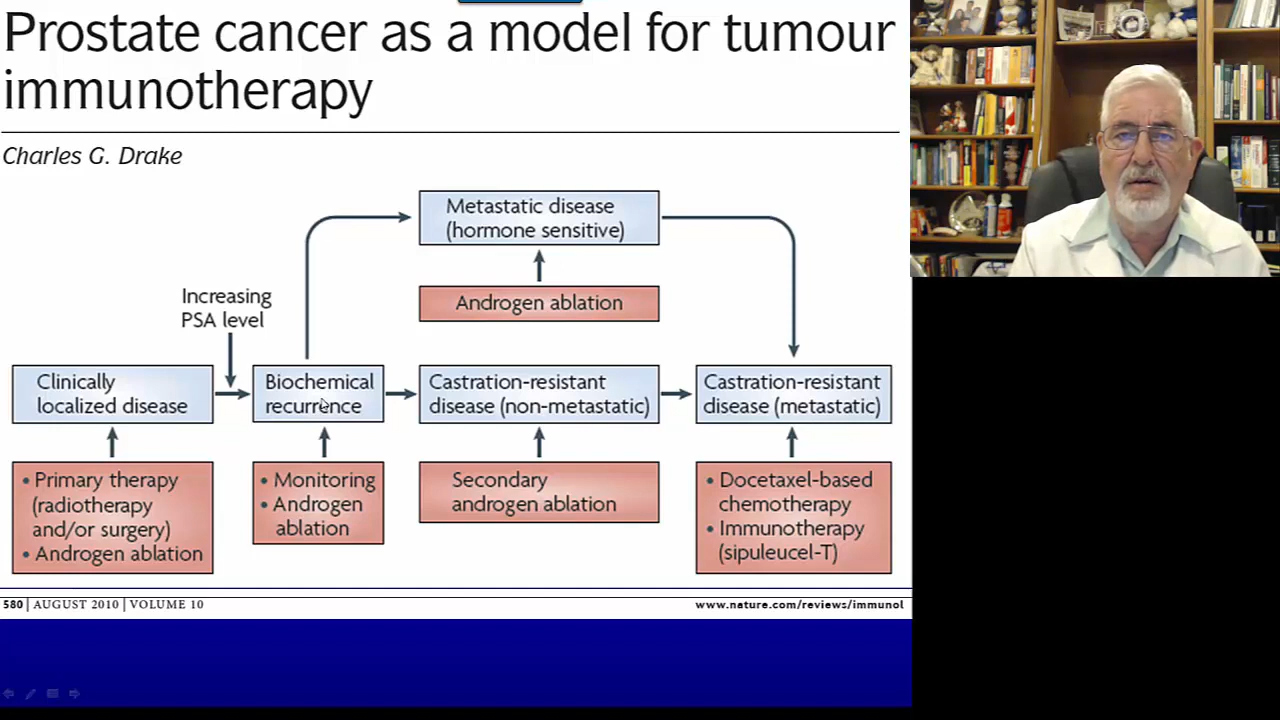 Prostate cancer as a model for tumour
immunotherapy
Charles G. Drake
Metastatic disease
(hormone sensitive)
Androgen ablation
Increasing
PSA level
Clinically
localized disease
Biochemical
recurrence
Castration-resistant
disease (non-metastatic)
Castration-resistant
disease (metastatic)
• Primary therapy
(radiotherapy
and/or surgery)
• Androgen ablation
• Monitoring
• Androgen
ablation
Secondary
androgen ablation
• Docetaxel-based
chemotherapy
• Immunotherapy
(sipuleucel-T)
580 | AUGUST 2010 | VOLUME 10
www.nature.com/reviews/immunol